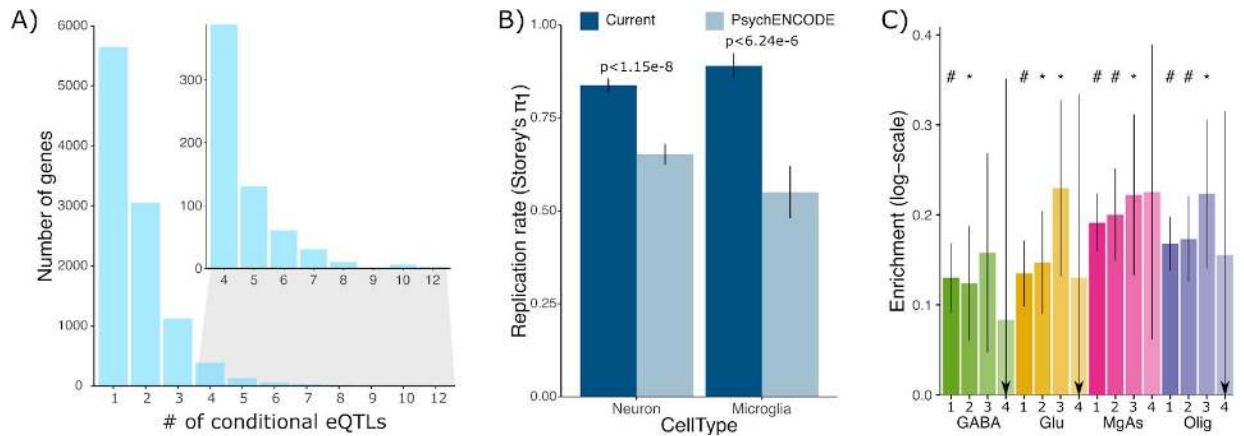 A)
Number of genes
6000
5000
4000
3000
2000
1000
0
300
200
100
0
4 5 6 7 8 9 10 12
1 2 3 4 5 6 7 8 9 10 12
# of conditional eQTLs
B)
Current PsychENCODE
Replication rate (Storey's π1)
1.00
0.75
0.50
0.25
0.00
p<1.15e-8
p<6.24e-6
Neuron Microglia
CellType
C)
Enrichment (log-scale)
0.4
0.3
0.2
0.1
0.0
# * # * * # # * # # *
1 2 3 4 1 2 3 4 1 2 3 4 1 2 3 4
GABA Glu MgAs Olig